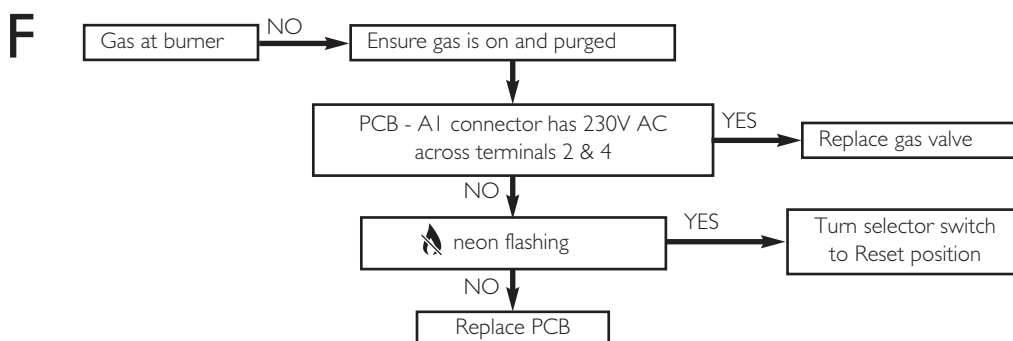 F
Gas at burner
NO
Ensure gas is on and purged
PCB - A1 connector has 230V AC
across terminals 2 & 4
YES
Replace gas valve
NO
neon flashing
YES
Turn selector switch
to Reset position
NO
Replace PCB